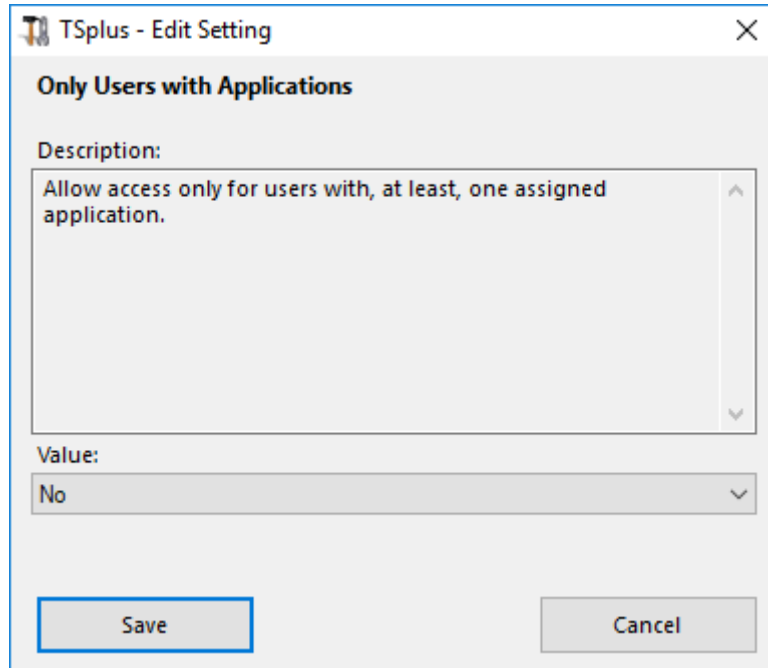 TSplus - Edit Setting
Only Users with Applications
Description:
Allow access only for users with, at least, one assigned
application.
Value:
No
Save
Cancel